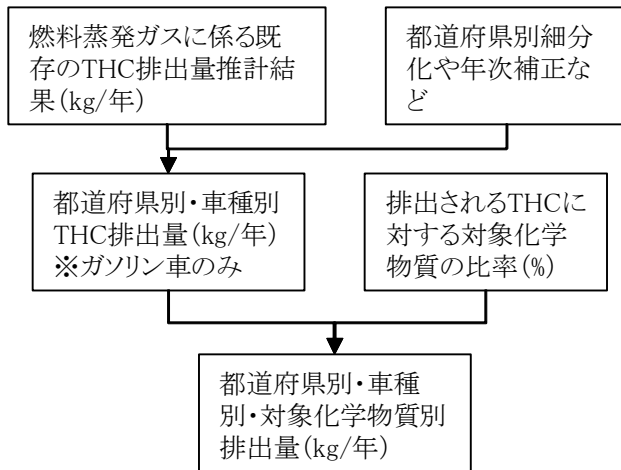 燃料蒸発ガスに係る既
存のTHC排出量推計結
果(kg/年)
都道府県別細分
化や年次補正な
ど
都道府県別・車種別
THC排出量(kg/年)
※ガソリン車のみ
排出されるTHCに
対する対象化学
物質の比率(%)
都道府県別・車種
別・対象化学物質別
排出量(kg/年)